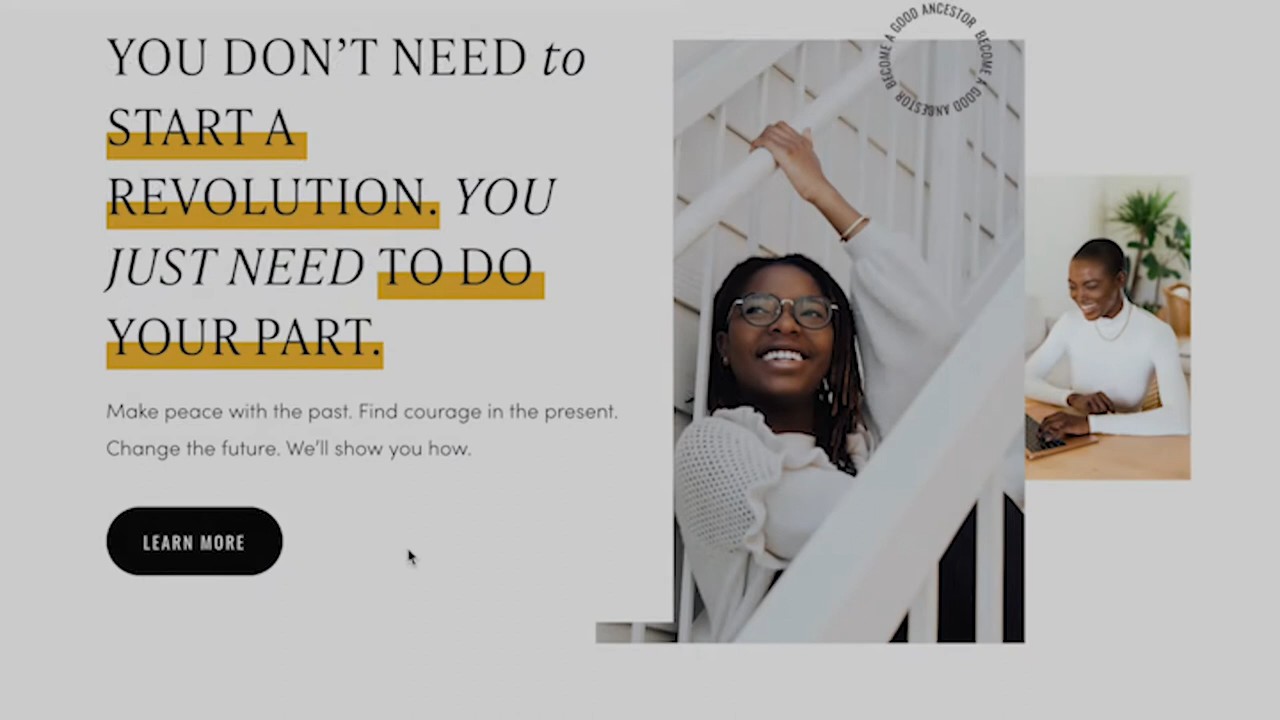 YOU DON’T NEED to
START A
REVOLUTION. YOU
JUST NEED TO DO
YOUR PART.
Make peace with the past. Find courage in the present.
Change the future. We’ll show you how.
LEARN MORE
BECOME A GOOD ANCESTOR BECOME A GOOD ANCESTOR